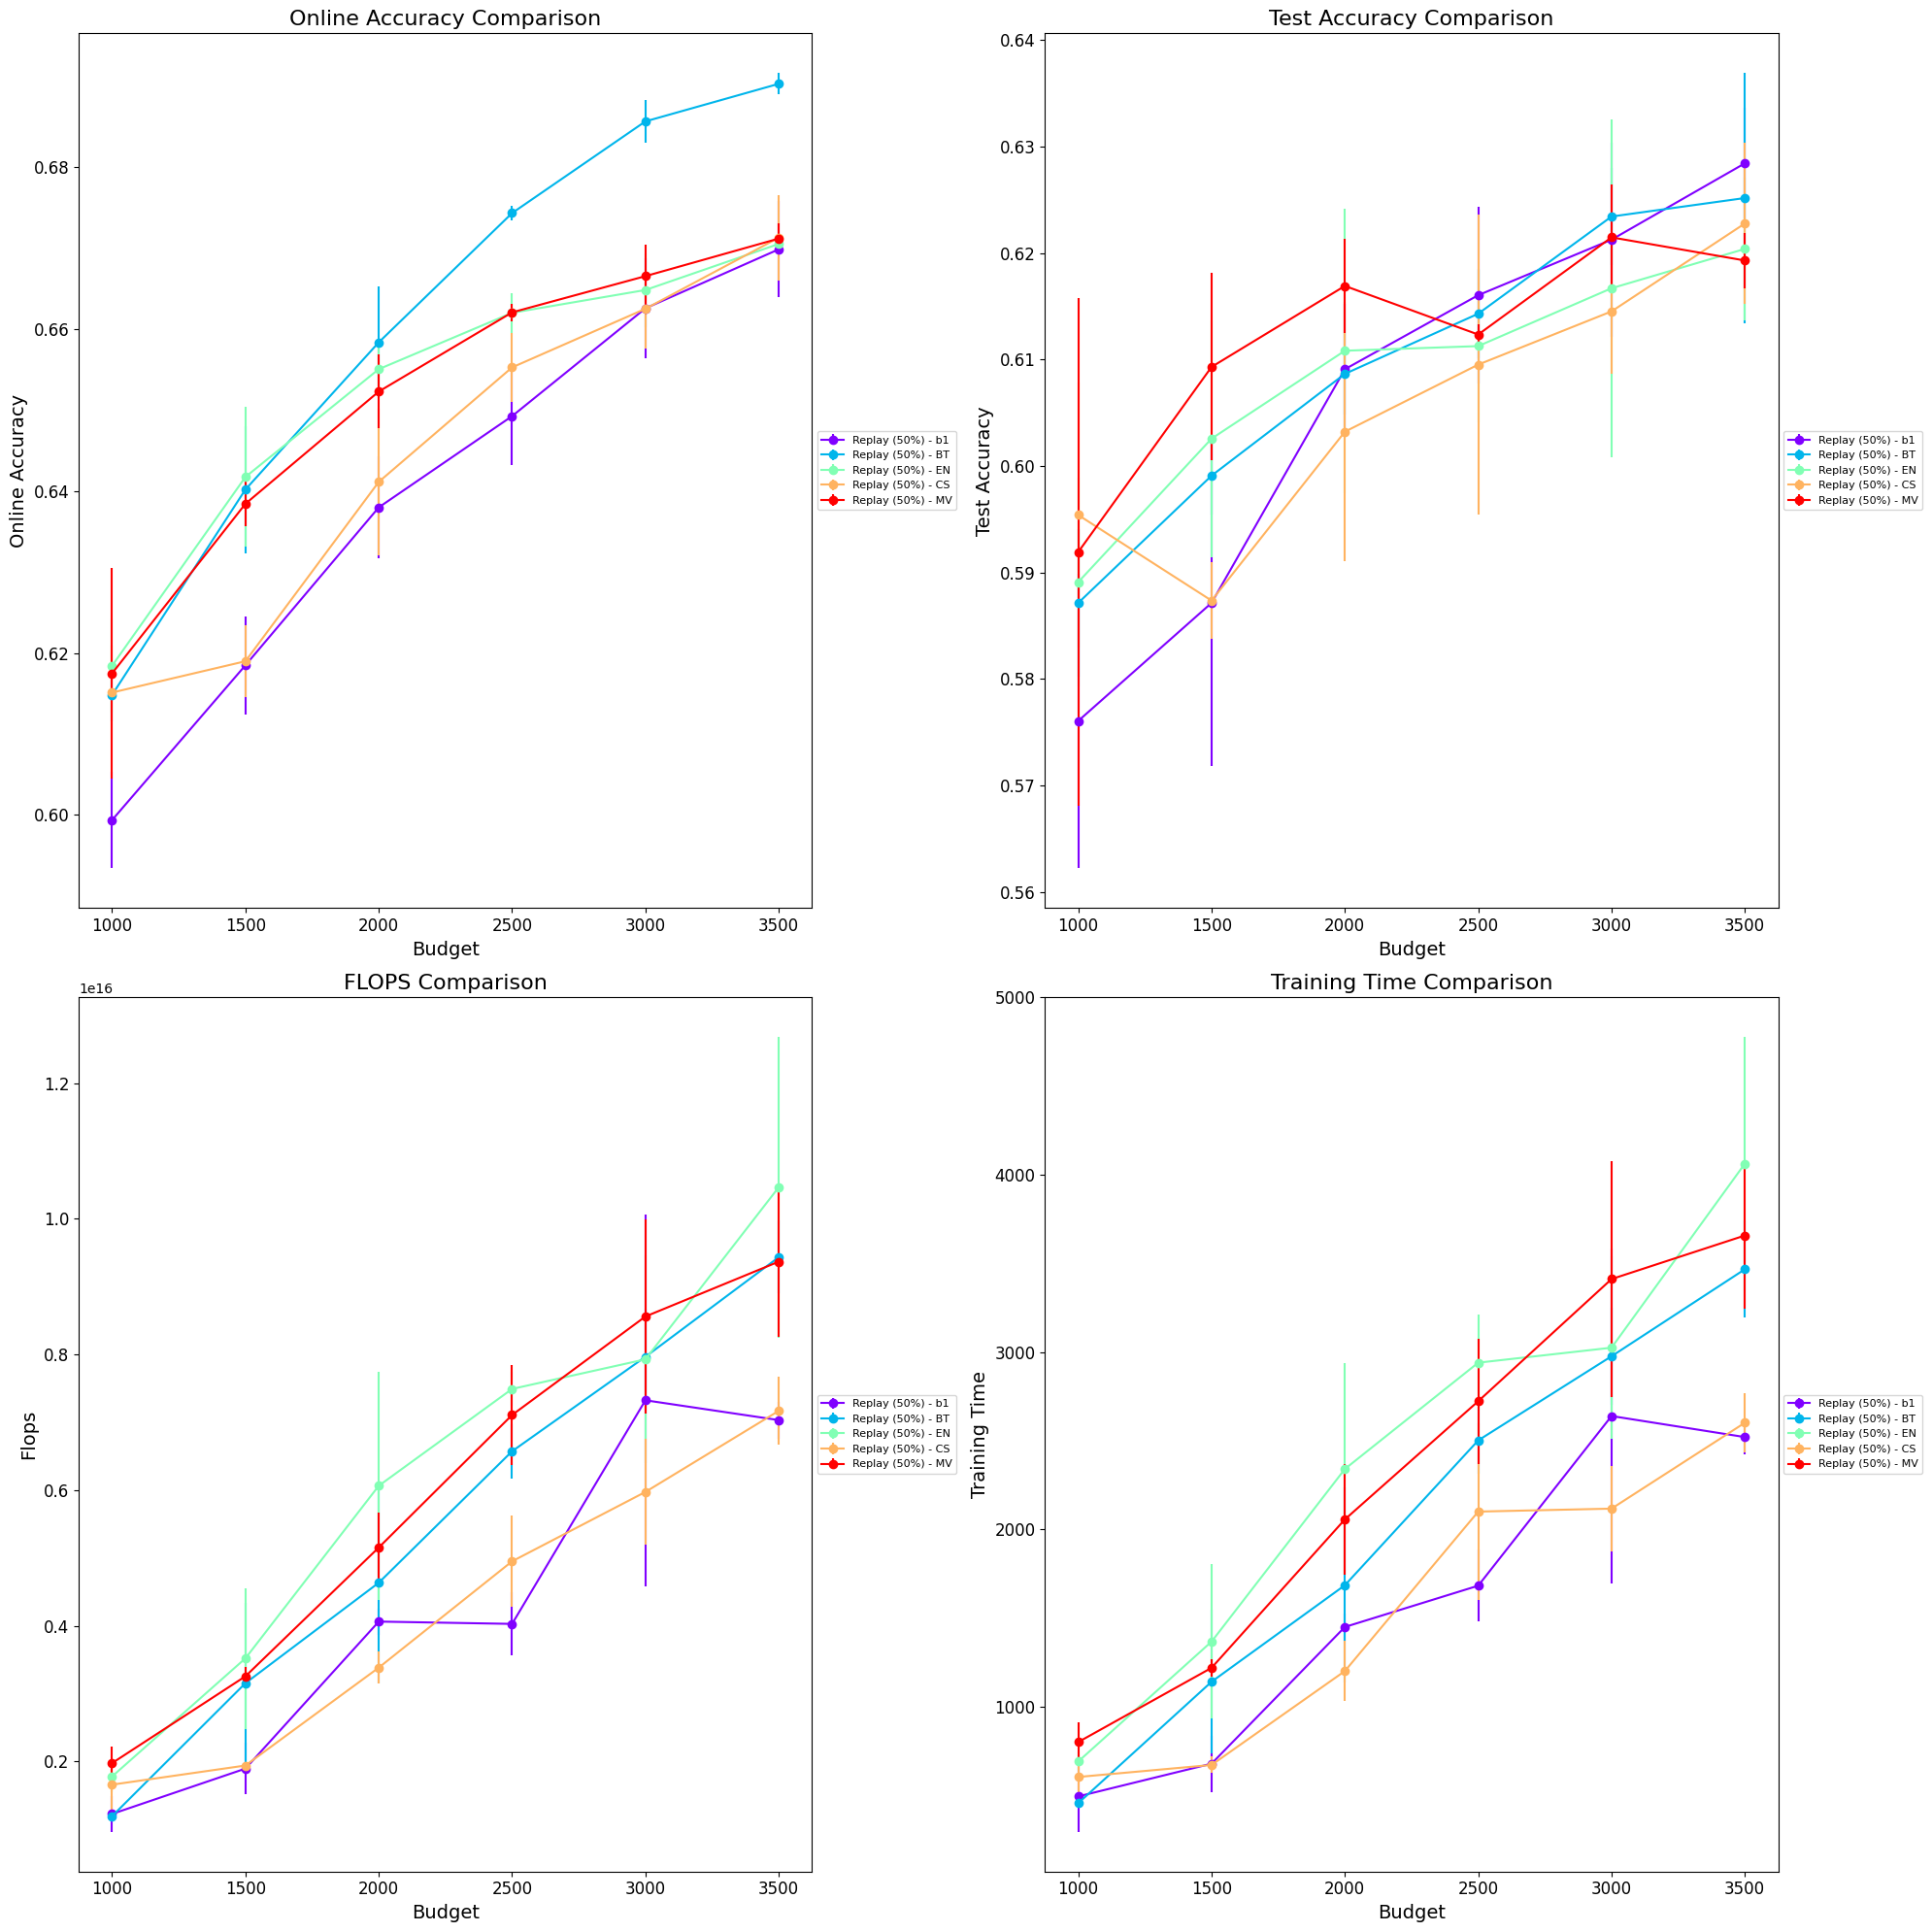 Online Accuracy Comparison
Online Accuracy
0.68
0.66
0.64
0.62
0.60
1000 1500 2000 2500 3000 3500
Budget
Replay (50%) - b1
Replay (50%) - BT
Replay (50%) - EN
Replay (50%) - CS
Replay (50%) - MV
Test Accuracy Comparison
Test Accuracy
0.64
0.63
0.62
0.61
0.60
0.59
0.58
0.57
0.56
1000 1500 2000 2500 3000 3500
Budget
Replay (50%) - b1
Replay (50%) - BT
Replay (50%) - EN
Replay (50%) - CS
Replay (50%) - MV
FLOPS Comparison
1e16
Flops
1.2
1.0
0.8
0.6
0.4
0.2
1000 1500 2000 2500 3000 3500
Budget
Replay (50%) - b1
Replay (50%) - BT
Replay (50%) - EN
Replay (50%) - CS
Replay (50%) - MV
Training Time Comparison
Training Time
5000
4000
3000
2000
1000
1000 1500 2000 2500 3000 3500
Budget
Replay (50%) - b1
Replay (50%) - BT
Replay (50%) - EN
Replay (50%) - CS
Replay (50%) - MV